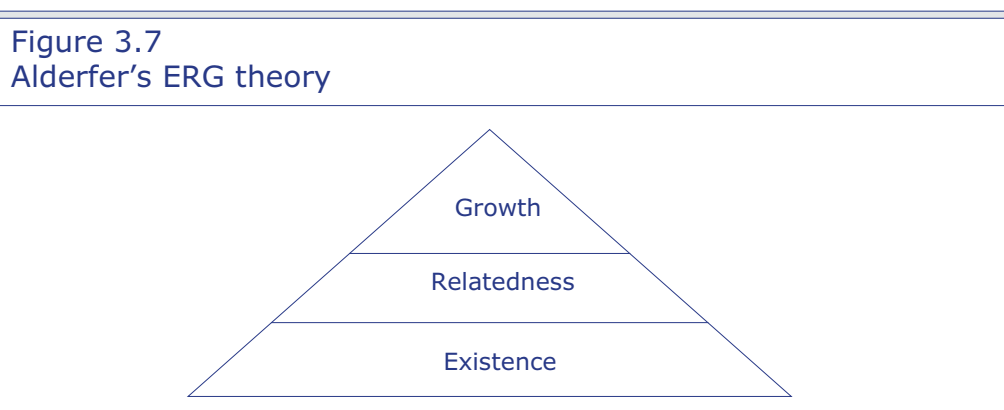 Figure 3.7
Alderfer’s ERG theory
Growth
Relatedness
Existence